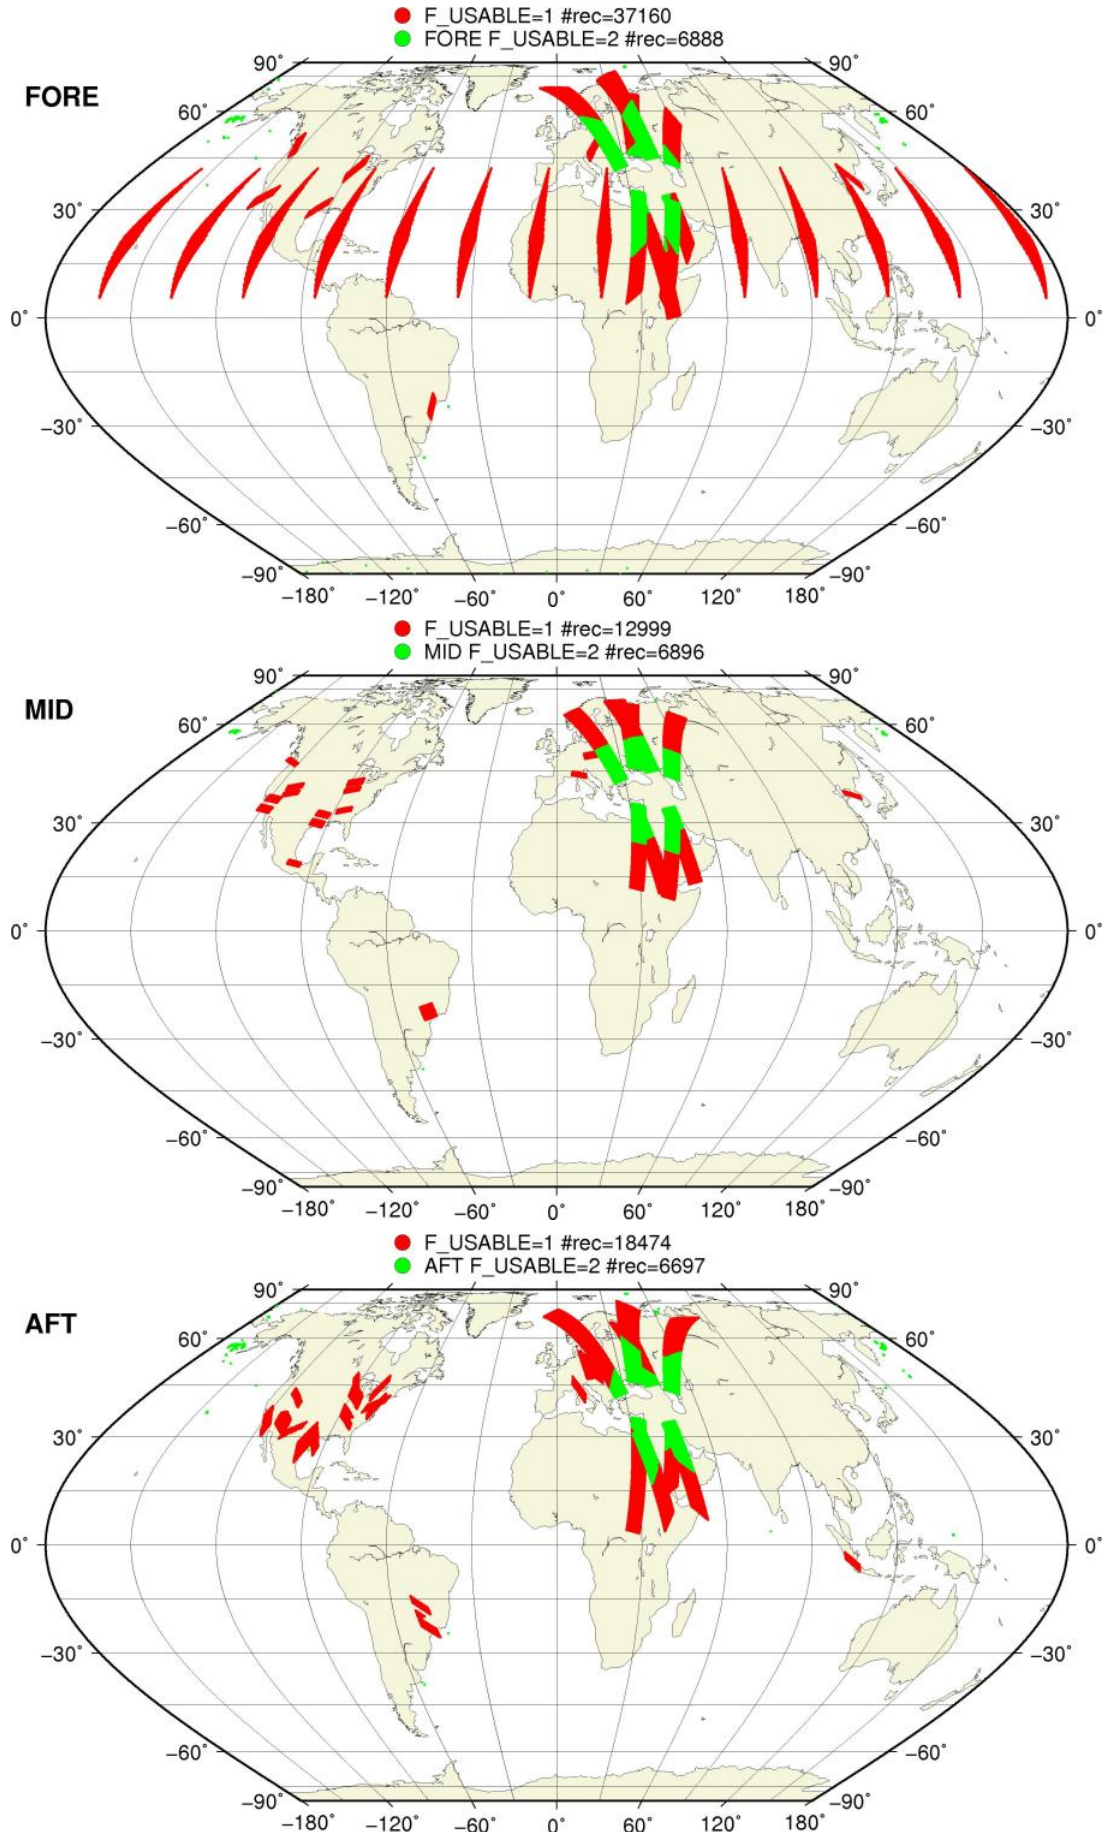 F_USABLE=1 #rec=37160
FORE F_USABLE=2 #rec=6888
FORE
90° 90°
60° 60°
30° 30°
0° 0°
−30° −30°
−60° −60°
−90° −90°
−180° −120° −60° 0° 60° 120° 180°
F_USABLE=1 #rec=12999
MID F_USABLE=2 #rec=6896
MID
90° 90°
60° 60°
30° 30°
0° 0°
−30° −30°
−60° −60°
−90° −90°
−180° −120° −60° 0° 60° 120° 180°
F_USABLE=1 #rec=18474
AFT F_USABLE=2 #rec=6697
AFT
90° 90°
60° 60°
30° 30°
0° 0°
−30° −30°
−60° −60°
−90° −90°
−180° −120° −60° 0° 60° 120° 180°